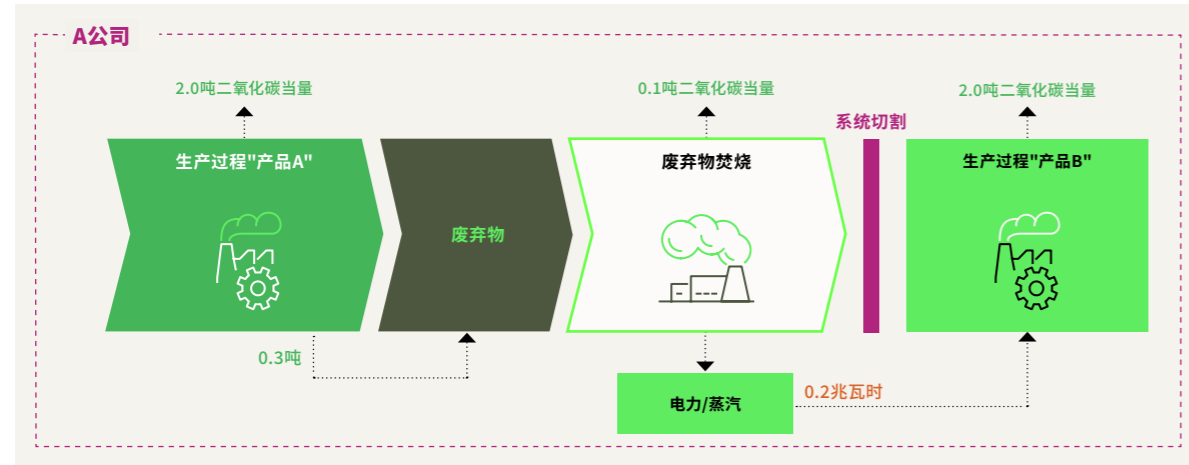 A公司
2.0吨二氧化碳当量
0.1吨二氧化碳当量
2.0吨二氧化碳当量
系统切割
生产过程"产品A"
废弃物
废弃物焚烧
生产过程"产品B"
0.3吨
电力/蒸汽
0.2兆瓦时